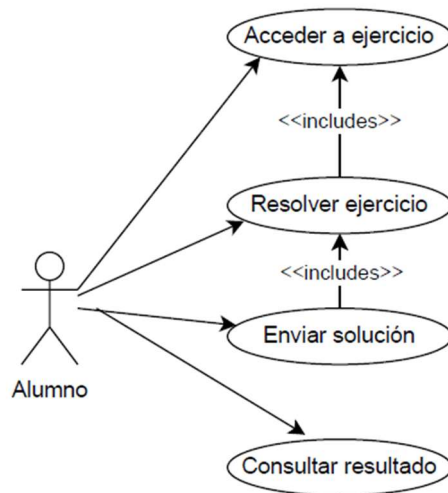 Acceder a ejercicio
<<includes>>
Resolver ejercicio
<<includes>>
Enviar solución
Alumno
Consultar resultado